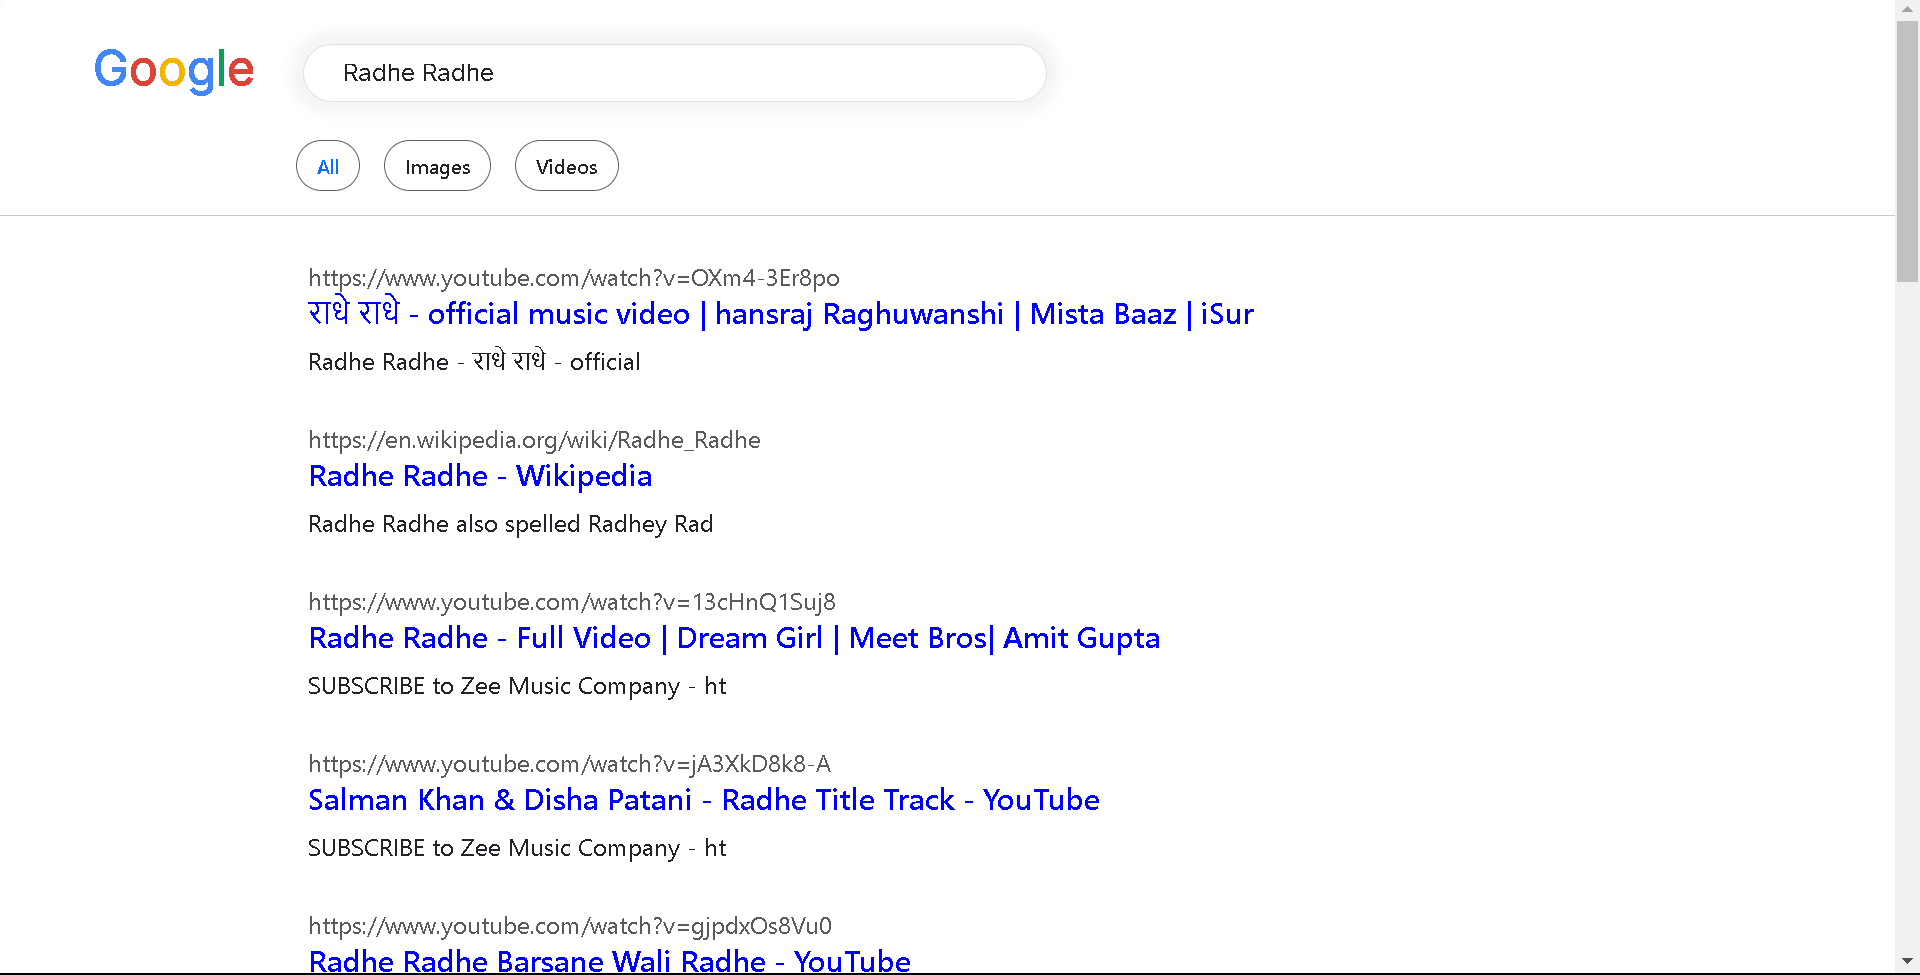 Google
Radhe Radhe
All Images Videos
https://www.youtube.com/watch?v=OXm4-3Er8po
राधे राधे - official music video | hansraj Raghuwanshi | Mista Baaz | iSur
Radhe Radhe - राधे राधे - official
https://en.wikipedia.org/wiki/Radhe_Radhe
Radhe Radhe - Wikipedia
Radhe Radhe also spelled Radhey Rad
https://www.youtube.com/watch?v=13cHnQ1Suj8
Radhe Radhe - Full Video | Dream Girl | Meet Bros| Amit Gupta
SUBSCRIBE to Zee Music Company - ht
https://www.youtube.com/watch?v=jA3XkD8k8-A
Salman Khan & Disha Patani - Radhe Title Track - YouTube
SUBSCRIBE to Zee Music Company - ht
https://www.youtube.com/watch?v=gjpdxOs8Vu0
Radhe Radhe Barsane Wali Radhe - YouTube